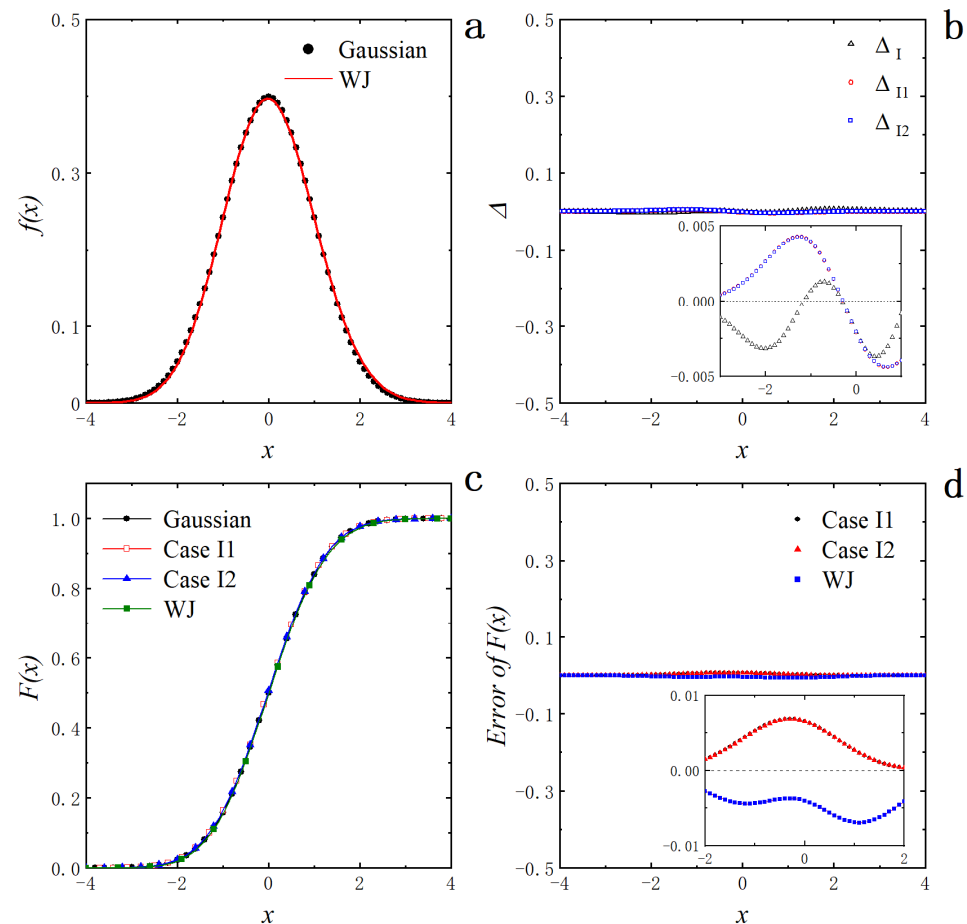 a
0.5
0.3
0.1
0
f(x)
Gaussian
WJ
-4
-2
0
2
4
x
b
0.5
0.3
0.1
-0.1
-0.3
-0.5
Δ
Δ I
Δ I1
Δ I2
0.005
0.000
-0.005
-2
0
-4
-2
0
2
4
x
c
1.0
0.8
0.6
0.4
0.2
0.0
F(x)
Gaussian
Case I1
Case I2
WJ
-4
-2
0
2
4
x
d
0.5
0.3
0.1
-0.1
-0.3
-0.5
Error of F(x)
Case I1
Case I2
WJ
0.01
0.00
-0.01
-2
0
2
-4
-2
0
2
4
x